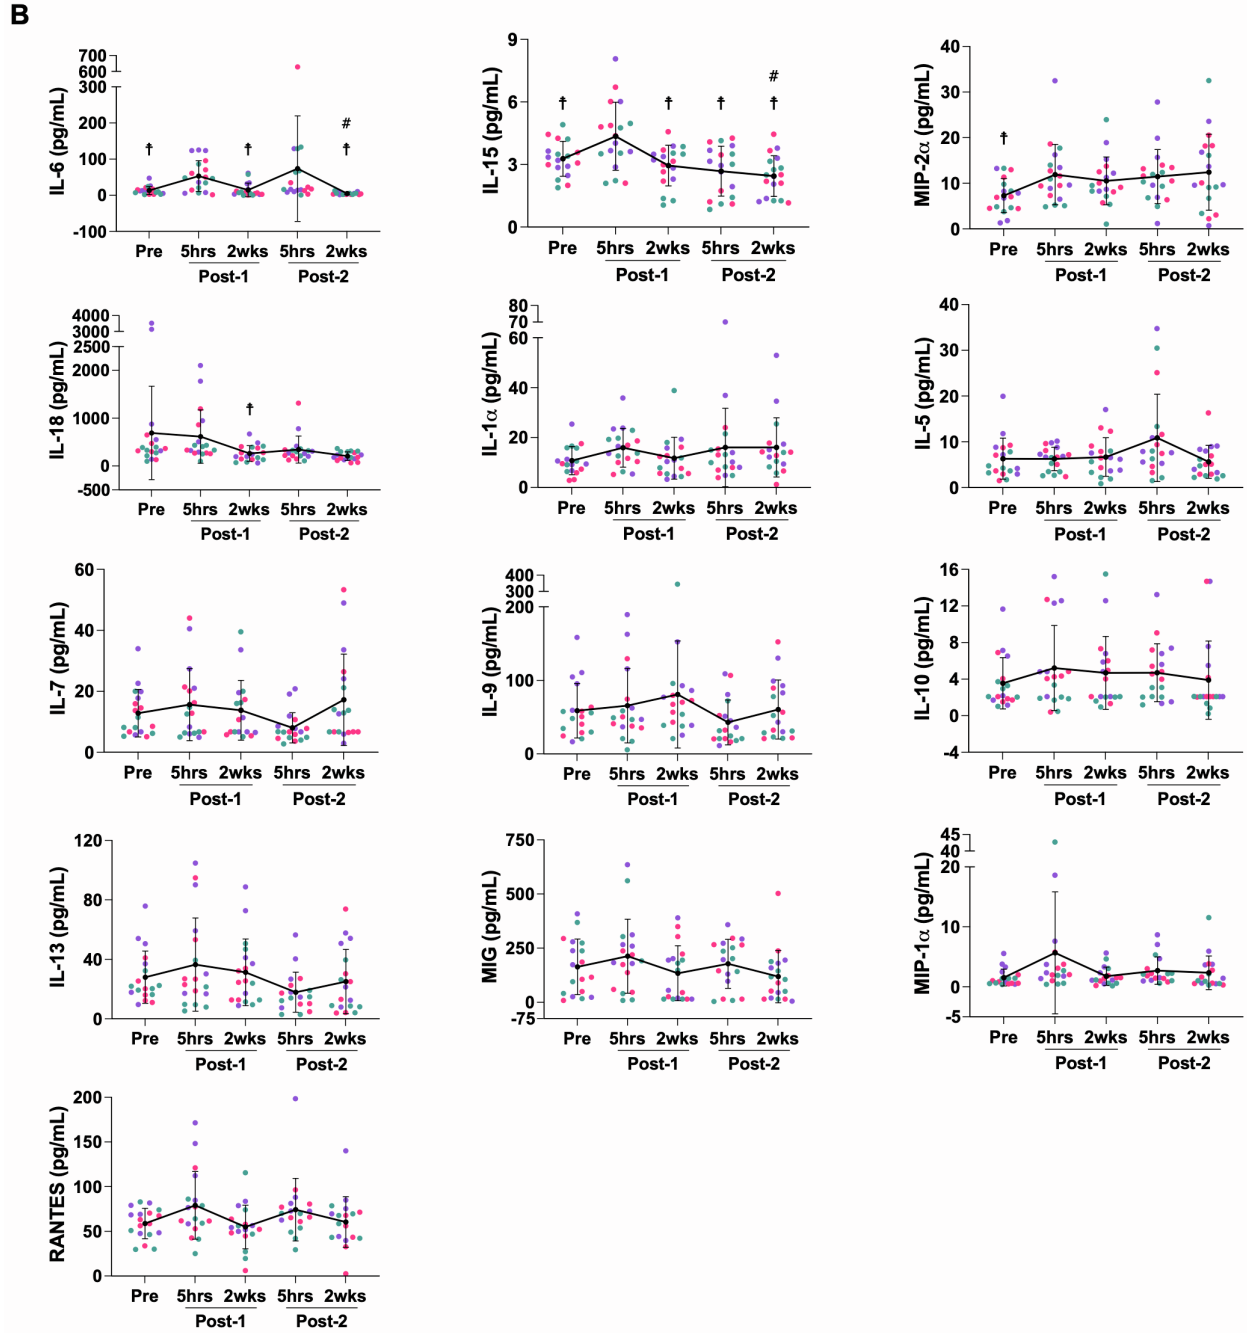 B
IL-6 (pg/mL)
700
600
300
200
100
0
-100
†
†
#
†
Pre 5hrs 2wks 5hrs 2wks
Post-1 Post-2
IL-15 (pg/mL)
9
6
3
0
†
†
†
#
†
Pre 5hrs 2wks 5hrs 2wks
Post-1 Post-2
MIP-2α (pg/mL)
40
30
20
10
0
†
Pre 5hrs 2wks 5hrs 2wks
Post-1 Post-2
IL-18 (pg/mL)
4000
3000
2500
2000
1000
0
-500
†
Pre 5hrs 2wks 5hrs 2wks
Post-1 Post-2
IL-1α (pg/mL)
80
70
60
40
20
0
Pre 5hrs 2wks 5hrs 2wks
Post-1 Post-2
IL-5 (pg/mL)
40
30
20
10
0
Pre 5hrs 2wks 5hrs 2wks
Post-1 Post-2
IL-7 (pg/mL)
60
40
20
0
Pre 5hrs 2wks 5hrs 2wks
Post-1 Post-2
IL-9 (pg/mL)
400
300
200
100
0
Pre 5hrs 2wks 5hrs 2wks
Post-1 Post-2
IL-10 (pg/mL)
16
12
8
4
0
-4
Pre 5hrs 2wks 5hrs 2wks
Post-1 Post-2
IL-13 (pg/mL)
120
80
40
0
Pre 5hrs 2wks 5hrs 2wks
Post-1 Post-2
MIG (pg/mL)
750
500
250
0
-75
Pre 5hrs 2wks 5hrs 2wks
Post-1 Post-2
MIP-1α (pg/mL)
45
40
20
10
0
-5
Pre 5hrs 2wks 5hrs 2wks
Post-1 Post-2
RANTES (pg/mL)
200
150
100
50
0
Pre 5hrs 2wks 5hrs 2wks
Post-1 Post-2